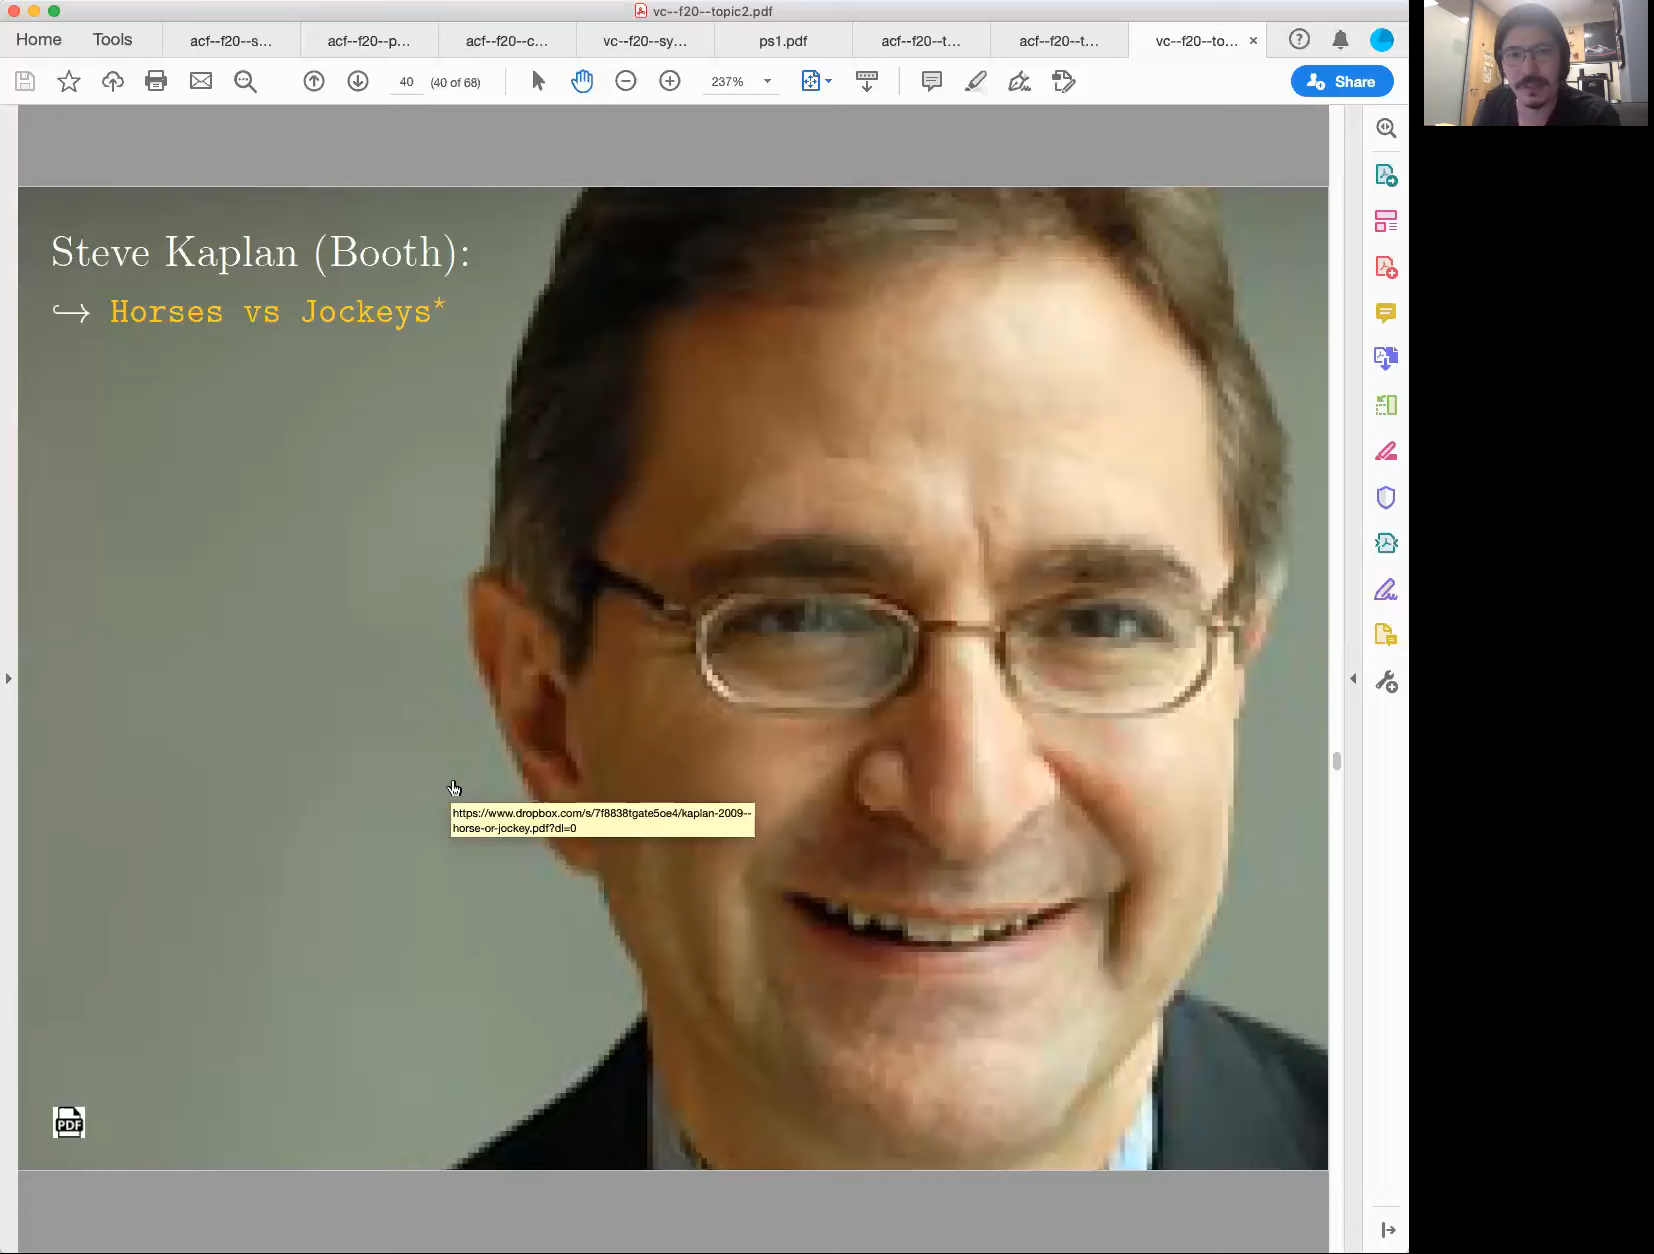 vc--f20--topic2.pdf
Home Tools acf--f20--s... acf--f20--p... acf--f20--c... vc--f20--sy... ps1.pdf acf--f20--t... acf--f20--t... vc--f20--to... ×
40 (40 of 68) 237% Share
Steve Kaplan (Booth):
↪ Horses vs Jockeys*
https://www.dropbox.com/s/7f8838tgate5oe4/kaplan-2009--
horse-or-jockey.pdf?dl=0
PDF